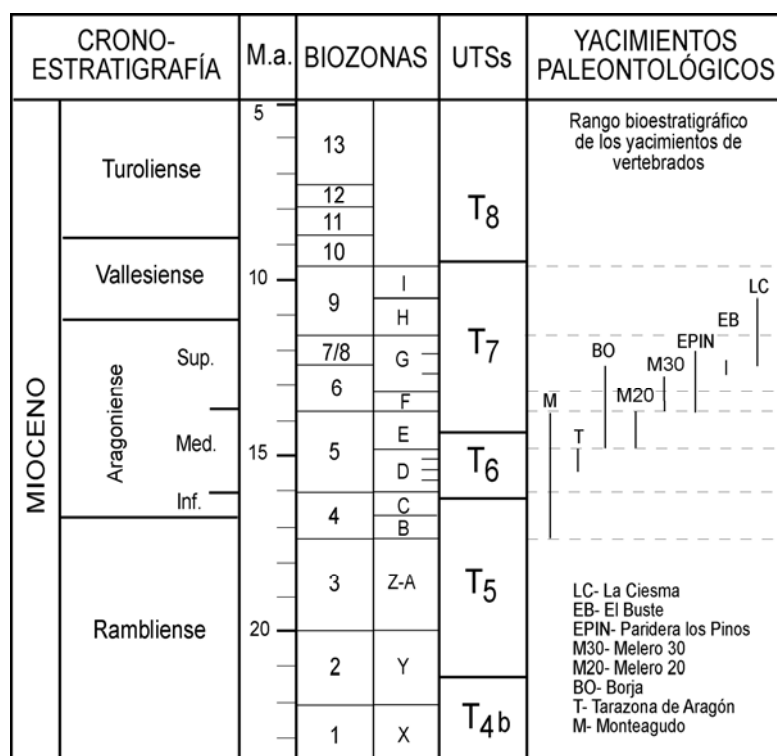 CRONO-
ESTRATIGRAFÍA
M.a.
BIOZONAS
UTSs
YACIMIENTOS
PALEONTOLÓGICOS
MIOCENO
Turoliense
Vallesiense
Aragoniense
Sup.
Med.
Inf.
Rambliense
5
10
15
20
13
12
11
10
9
7/8
6
5
4
3
2
1
I
H
G
F
E
D
C
B
Z-A
Y
X
T8
T7
T6
T5
T4b
Rango bioestratigráfico
de los yacimientos de
vertebrados
LC
EB
EPIN
BO
M30
M20
M
T
LC- La Ciesma
EB- El Buste
EPIN- Paridera los Pinos
M30- Melero 30
M20- Melero 20
BO- Borja
T- Tarazona de Aragón
M- Monteagudo